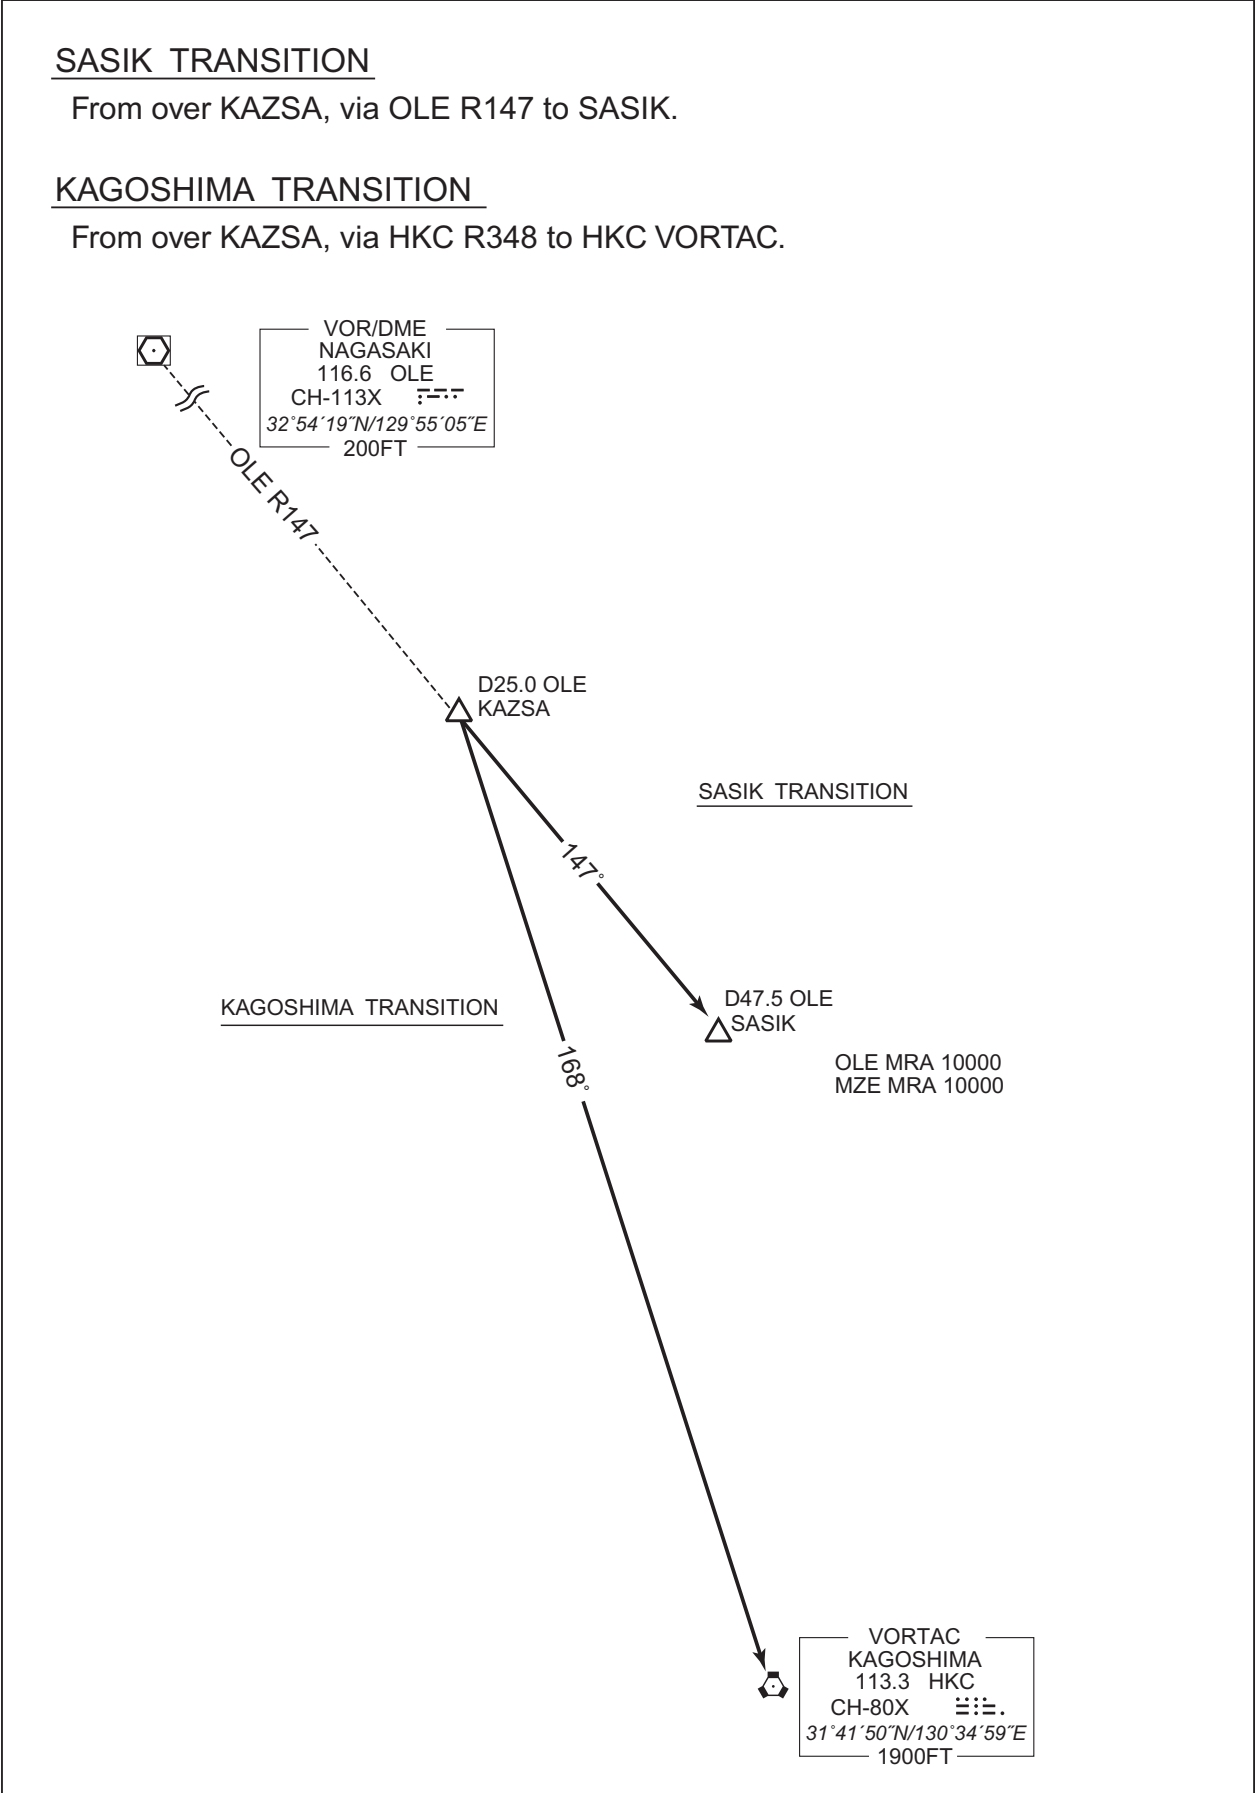 SASIK TRANSITION
From over KAZSA, via OLE R147 to SASIK.
KAGOSHIMA TRANSITION
From over KAZSA, via HKC R348 to HKC VORTAC.
VOR/DME
NAGASAKI
116.6 OLE
CH-113X
32°54´19˝N/129°55´05˝E
200FT
OLE R147
D25.0 OLE
KAZSA
SASIK TRANSITION
147°
D47.5 OLE
SASIK
KAGOSHIMA TRANSITION
168°
OLE MRA 10000
MZE MRA 10000
VORTAC
KAGOSHIMA
113.3 HKC
CH-80X
31°41´50˝N/130°34´59˝E
1900FT